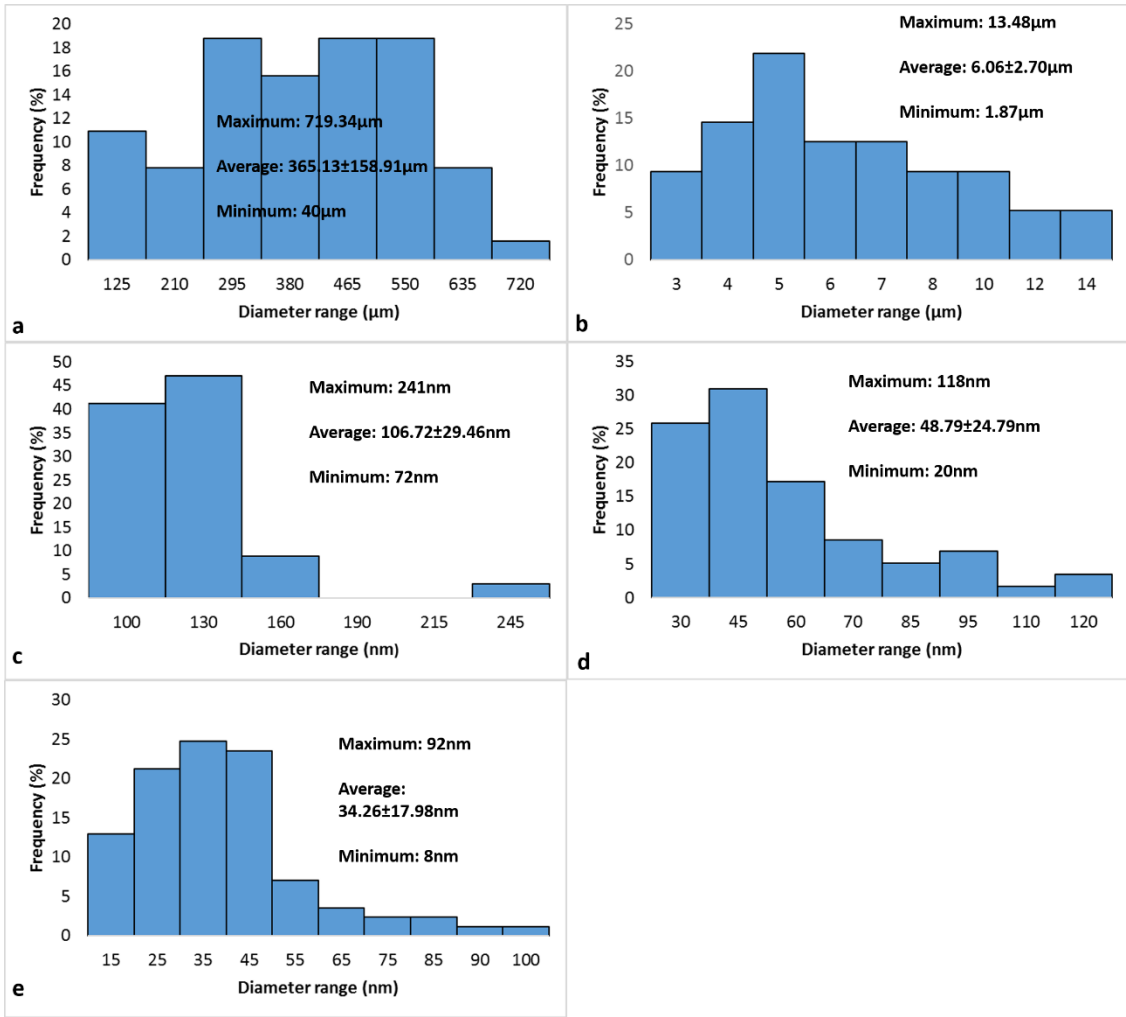 20
18
16
14
12
10
8
6
4
2
0
Frequency (%)
Maximum: 719.34µm
Average: 365.13±158.91µm
Minimum: 40µm
125 210 295 380 465 550 635 720
Diameter range (µm)
a
25
20
15
10
5
0
Frequency (%)
Maximum: 13.48µm
Average: 6.06±2.70µm
Minimum: 1.87µm
3 4 5 6 7 8 10 12 14
Diameter range (µm)
b
50
45
40
35
30
25
20
15
10
5
0
Frequency (%)
Maximum: 241nm
Average: 106.72±29.46nm
Minimum: 72nm
100 130 160 190 215 245
Diameter range (nm)
c
35
30
25
20
15
10
5
0
Frequency (%)
Maximum: 118nm
Average: 48.79±24.79nm
Minimum: 20nm
30 45 60 70 85 95 110 120
Diameter range (nm)
d
30
25
20
15
10
5
0
Frequency (%)
Maximum: 92nm
Average:
34.26±17.98nm
Minimum: 8nm
15 25 35 45 55 65 75 85 90 100
Diameter range (nm)
e